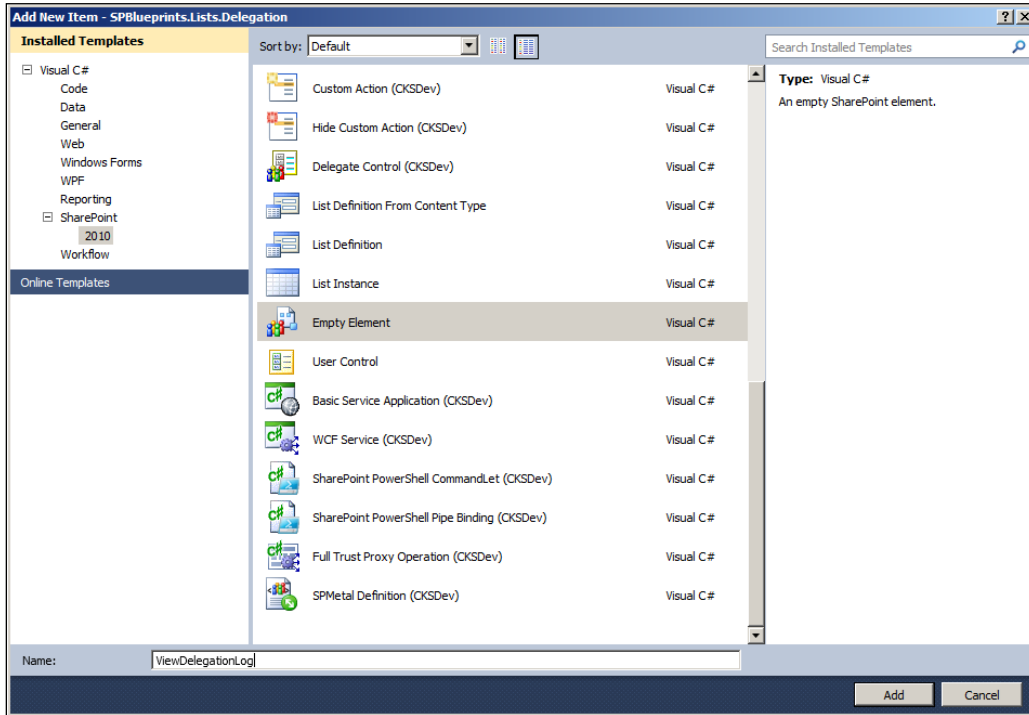 Add New Item - SPBlueprints.Lists.Delegation
Installed Templates
Sort by: Default
Search Installed Templates
Visual C#
Code
Data
General
Web
Windows Forms
WPF
Reporting
SharePoint
2010
Workflow
Online Templates
Custom Action (CKSDev) Visual C#
Hide Custom Action (CKSDev) Visual C#
Delegate Control (CKSDev) Visual C#
List Definition From Content Type Visual C#
List Definition Visual C#
List Instance Visual C#
Empty Element Visual C#
User Control Visual C#
Basic Service Application (CKSDev) Visual C#
WCF Service (CKSDev) Visual C#
SharePoint PowerShell CommandLet (CKSDev) Visual C#
SharePoint PowerShell Pipe Binding (CKSDev) Visual C#
Full Trust Proxy Operation (CKSDev) Visual C#
SPMetal Definition (CKSDev) Visual C#
Type: Visual C#
An empty SharePoint element.
Name: ViewDelegationLog
Add Cancel